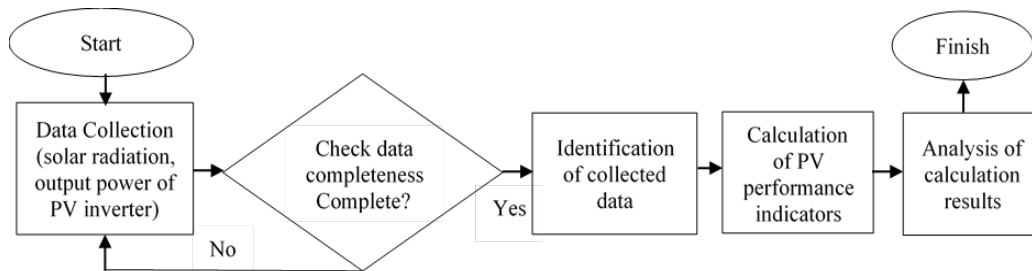 Start
Data Collection
(solar radiation,
output power of
PV inverter)
Check data
completeness
Complete?
No
Yes
Identification
of collected
data
Calculation
of PV
performance
indicators
Analysis of
calculation
results
Finish